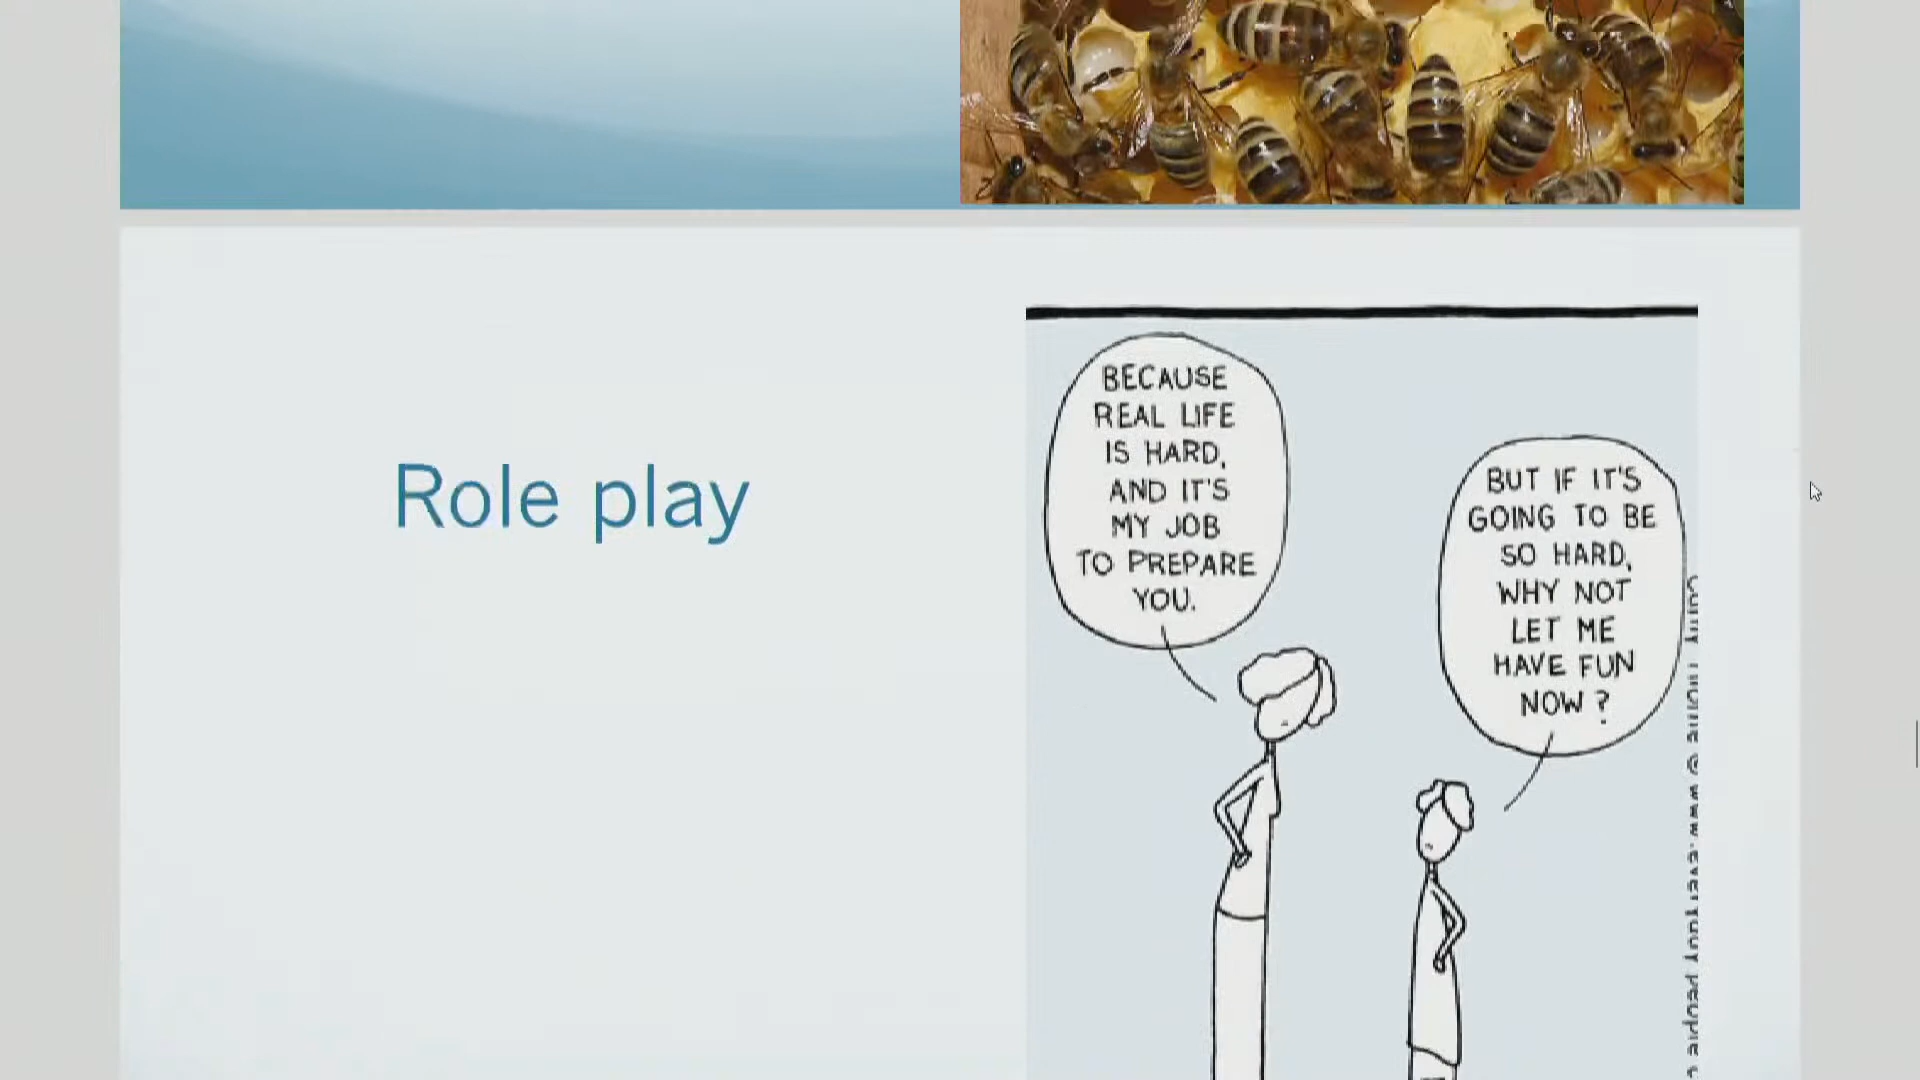 Role play
BECAUSE
REAL LIFE
IS HARD,
AND IT'S
MY JOB
TO PREPARE
YOU.
BUT IF IT'S
GOING TO BE
SO HARD,
WHY NOT
LET ME
HAVE FUN
NOW?